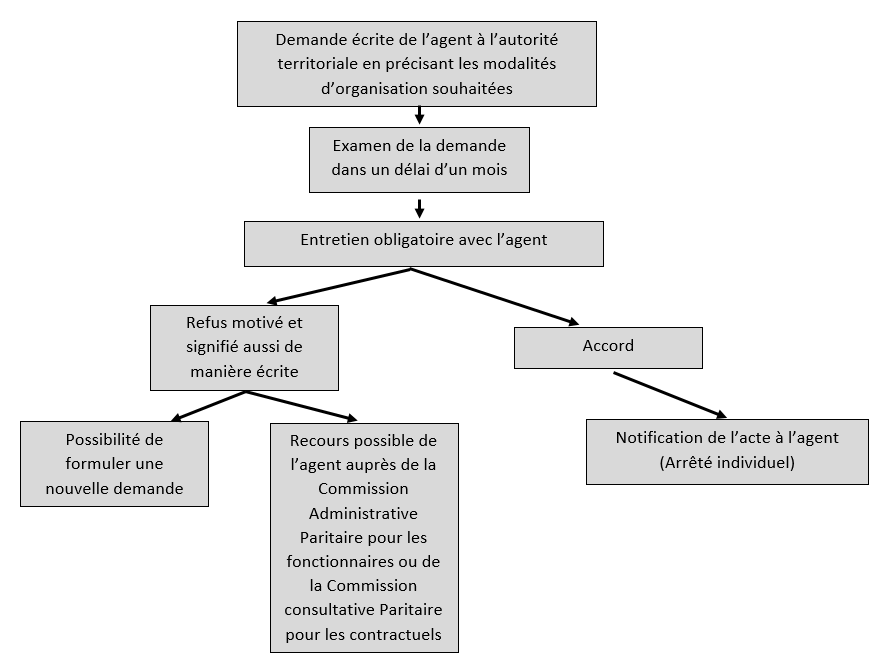 Demande écrite de l’agent à l’autorité
territoriale en précisant les modalités
d’organisation souhaitées
Examen de la demande
dans un délai d’un mois
Entretien obligatoire avec l’agent
Refus motivé et
signifié aussi de
manière écrite
Accord
Possibilité de
formuler une
nouvelle demande
Recours possible de
l’agent auprès de la
Commission
Administrative
Paritaire pour les
fonctionnaires ou de
la Commission
consultative Paritaire
pour les contractuels
Notification de l’acte à l’agent
(Arrêté individuel)